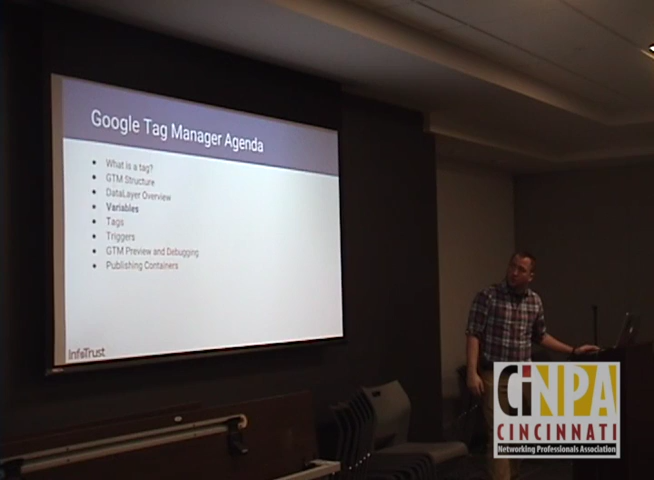 Google Tag Manager Agenda
• What is a tag?
• GTM Structure
• DataLayer Overview
• Variables
• Tags
• Triggers
• GTM Preview and Debugging
• Publishing Containers
InfoTrust
CiNPA
CINCINNATI
Networking Professionals Association